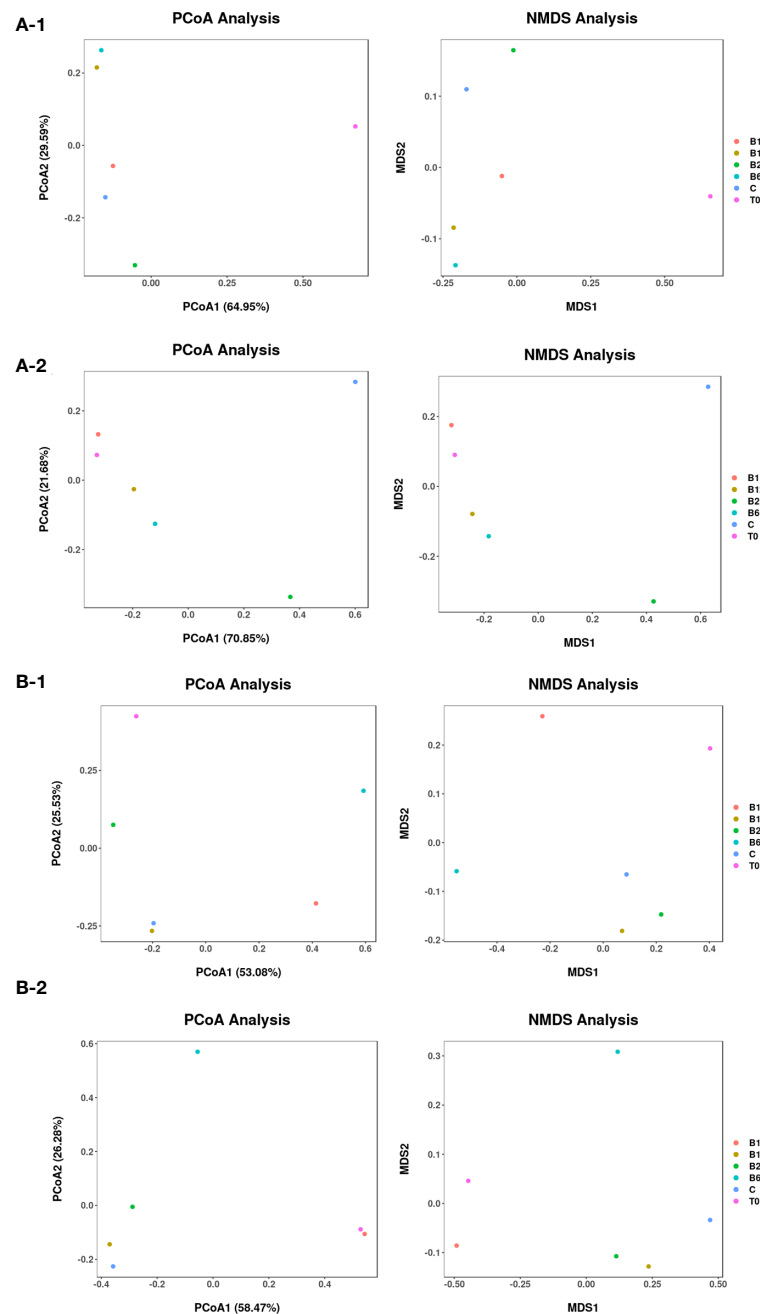 A-1
PCoA Analysis
0.2
0.0
-0.2
PCoA2 (29.59%)
0.00
0.25
0.50
PCoA1 (64.95%)
NMDS Analysis
0.1
0.0
-0.1
MDS2
-0.25
0.00
0.25
0.50
MDS1
B1
B1
B2
B6
C
T0
A-2
PCoA Analysis
0.2
0.0
-0.2
PCoA2 (21.68%)
-0.2
0.0
0.2
0.4
0.6
PCoA1 (70.85%)
NMDS Analysis
0.2
0.0
-0.2
MDS2
-0.2
0.0
0.2
0.4
0.6
MDS1
B1
B1
B2
B6
C
T0
B-1
PCoA Analysis
0.25
0.00
-0.25
PCoA2 (25.53%)
-0.2
0.0
0.2
0.4
0.6
PCoA1 (53.08%)
NMDS Analysis
0.2
0.1
0.0
-0.1
-0.2
MDS2
-0.4
-0.2
0.0
0.2
0.4
MDS1
B1
B1
B2
B6
C
T0
B-2
PCoA Analysis
0.6
0.4
0.2
0.0
-0.2
PCoA2 (26.28%)
-0.4
-0.2
0.0
0.2
0.4
PCoA1 (58.47%)
NMDS Analysis
0.3
0.2
0.1
0.0
-0.1
MDS2
-0.50
-0.25
0.00
0.25
0.50
MDS1
B1
B1
B2
B6
C
T0